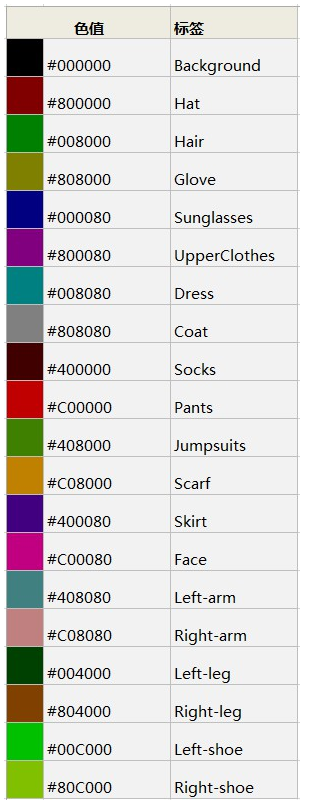 色值 标签
#000000 Background
#800000 Hat
#008000 Hair
#808000 Glove
#000080 Sunglasses
#800080 UpperClothes
#008080 Dress
#808080 Coat
#400000 Socks
#C00000 Pants
#408000 Jumpsuits
#C08000 Scarf
#400080 Skirt
#C00080 Face
#408080 Left-arm
#C08080 Right-arm
#004000 Left-leg
#804000 Right-leg
#00C000 Left-shoe
#80C000 Right-shoe